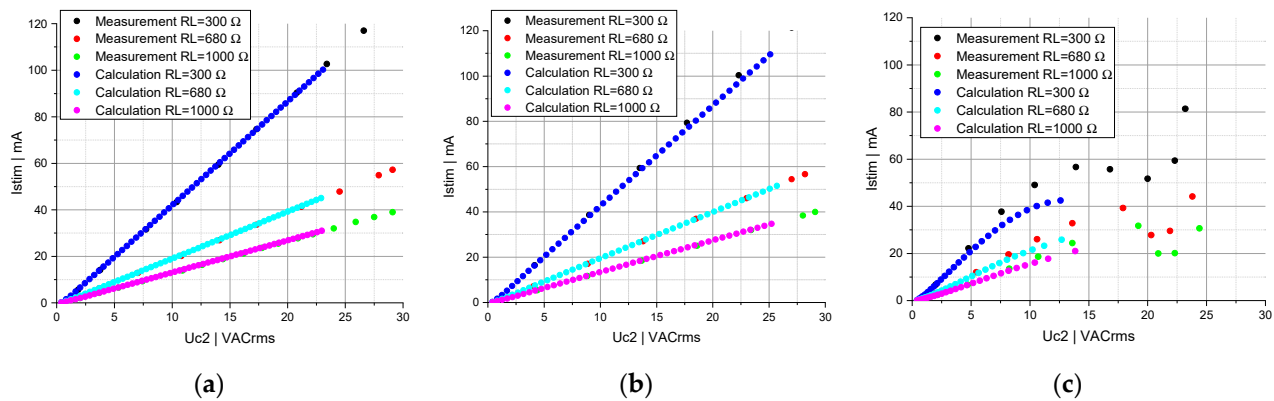 120
100
80
60
40
20
0
Istim | mA
Measurement RL=300 Ω
Measurement RL=680 Ω
Measurement RL=1000 Ω
Calculation RL=300 Ω
Calculation RL=680 Ω
Calculation RL=1000 Ω
0 5 10 15 20 25 30
Uc2 | VACrms
(a)
120
100
80
60
40
20
0
Istim | mA
Measurement RL=300 Ω
Measurement RL=680 Ω
Measurement RL=1000 Ω
Calculation RL=300 Ω
Calculation RL=680 Ω
Calculation RL=1000 Ω
0 5 10 15 20 25 30
Uc2 | VACrms
(b)
120
100
80
60
40
20
0
Istim | mA
Measurement RL=300 Ω
Measurement RL=680 Ω
Measurement RL=1000 Ω
Calculation RL=300 Ω
Calculation RL=680 Ω
Calculation RL=1000 Ω
0 5 10 15 20 25 30
Uc2 | VACrms
(c)